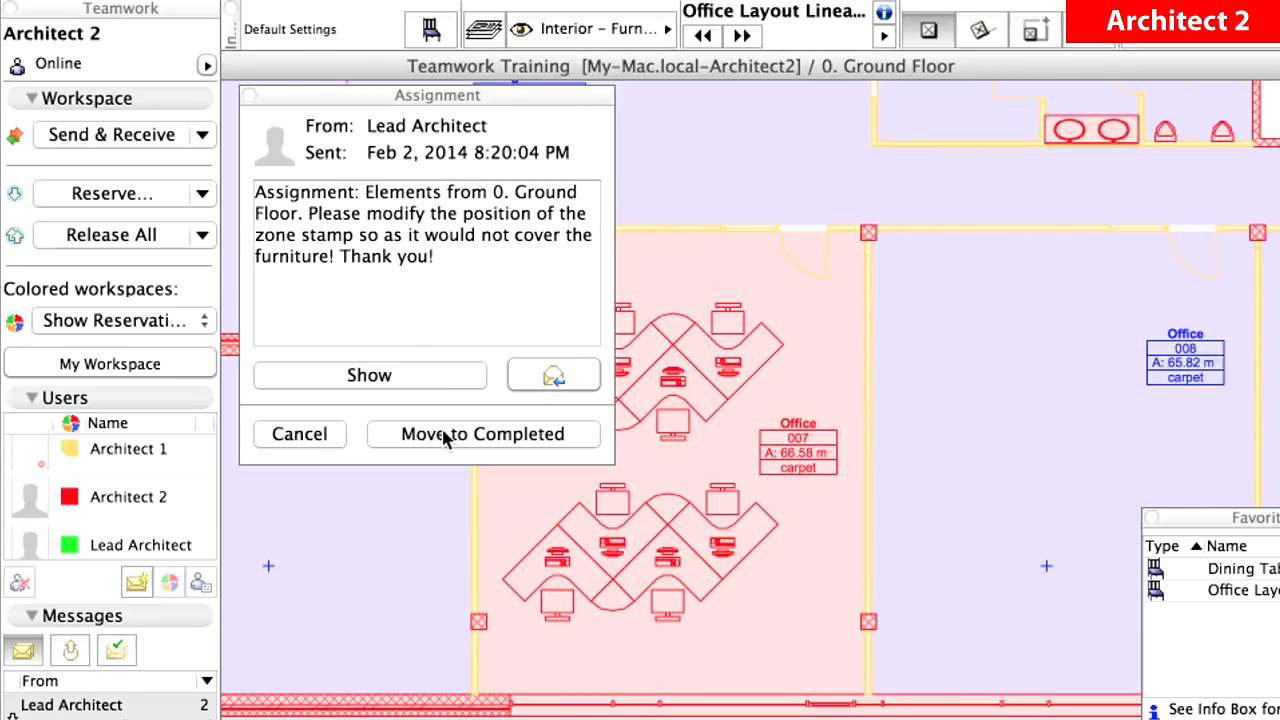 Teamwork
Architect 2
Online
Workspace
Send & Receive
Reserve...
Release All
Colored workspaces:
Show Reservati...
My Workspace
Users
Name
Architect 1
Architect 2
Lead Architect
Messages
From
Lead Architect 2
Default Settings
Interior - Furn...
Office Layout Linea...
Architect 2
Teamwork Training [My-Mac.local-Architect2] / 0. Ground Floor
Assignment
From: Lead Architect
Sent: Feb 2, 2014 8:20:04 PM
Assignment: Elements from 0. Ground
Floor. Please modify the position of the
zone stamp so as it would not cover the
furniture! Thank you!
Show
Cancel
Move to Completed
Office
007
A: 66.58 m
carpet
Office
008
A: 65.82 m
carpet
Favorit
Type Name
Dining Tab
Office Layo
See Info Box for